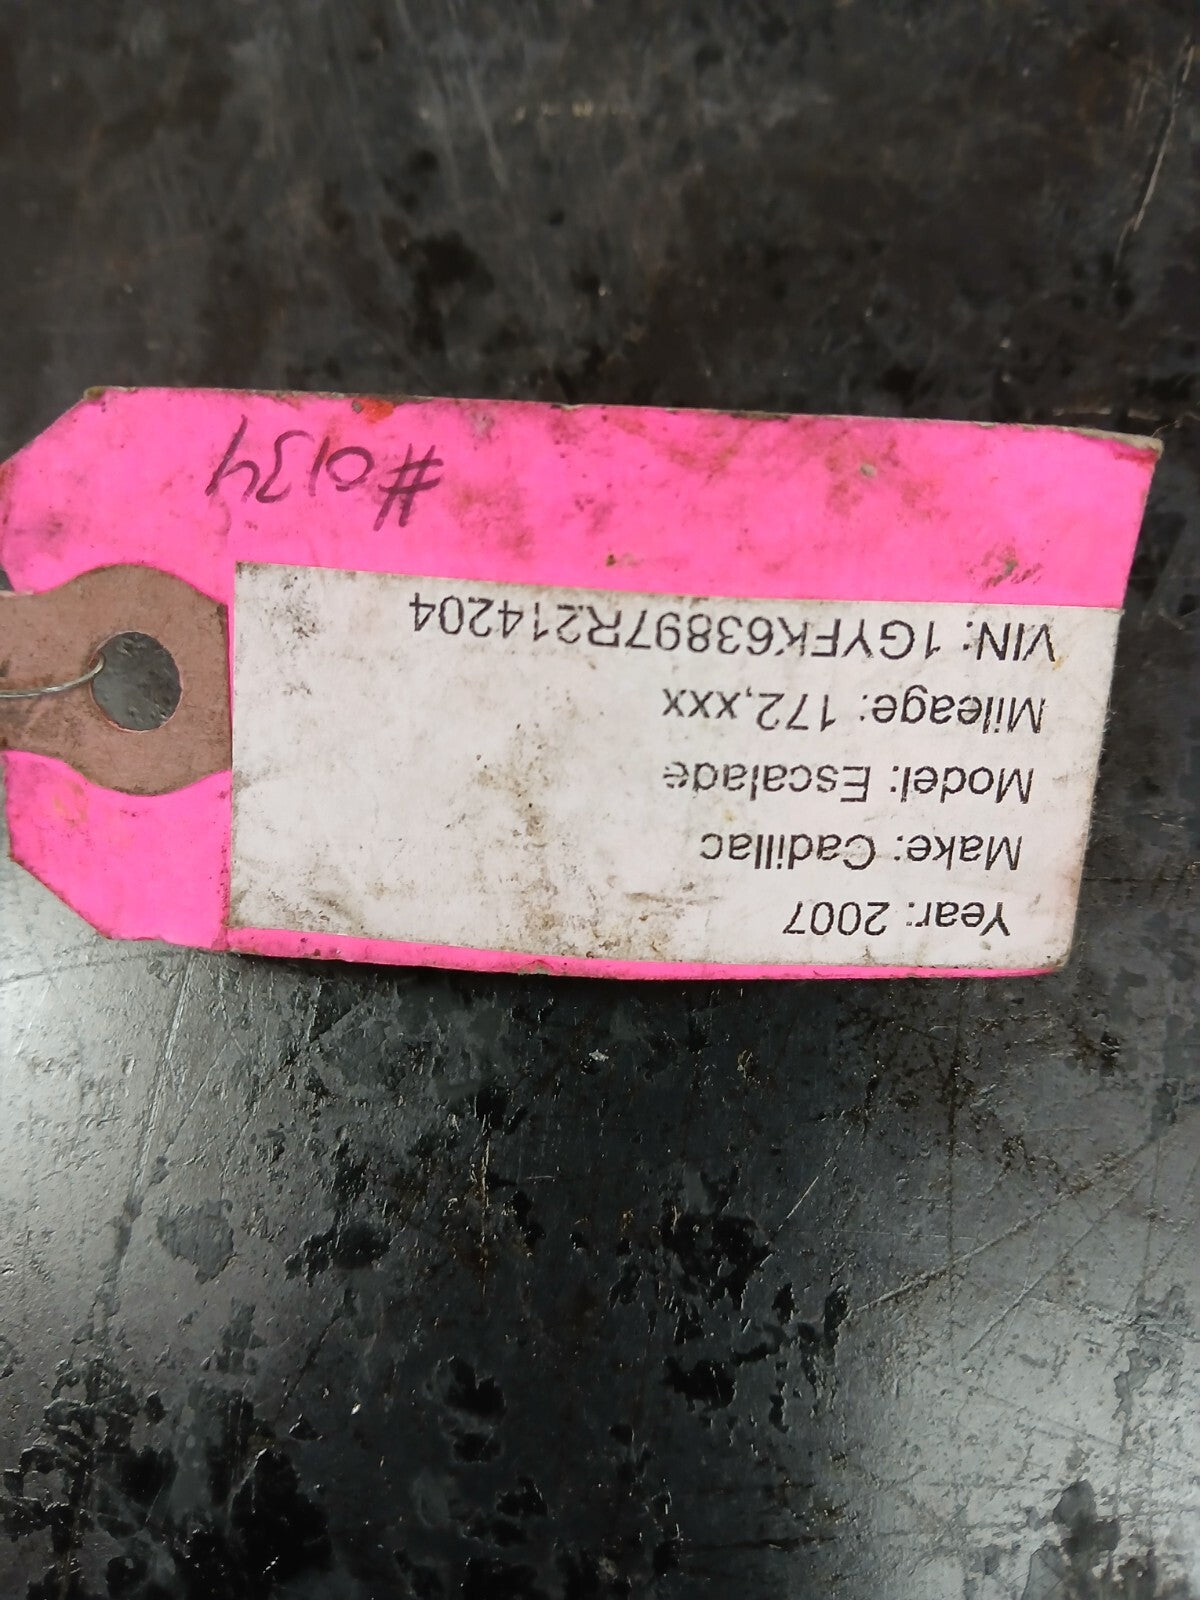 Year: 2007
Make: Cadillac
Model: Escalade
Mileage: 172,xxx
VIN: 1GYFK63897R214204
#0134